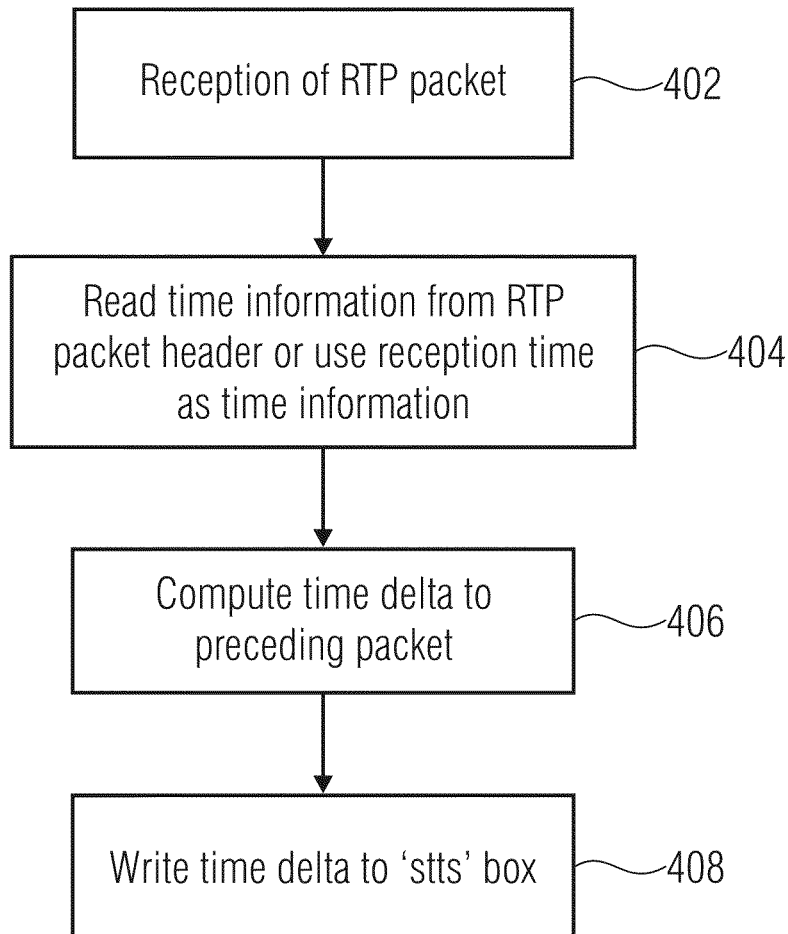 Reception of RTP packet
402
Read time information from RTP
packet header or use reception time
as time information
404
Compute time delta to
preceding packet
406
Write time delta to ‘stts’ box
408